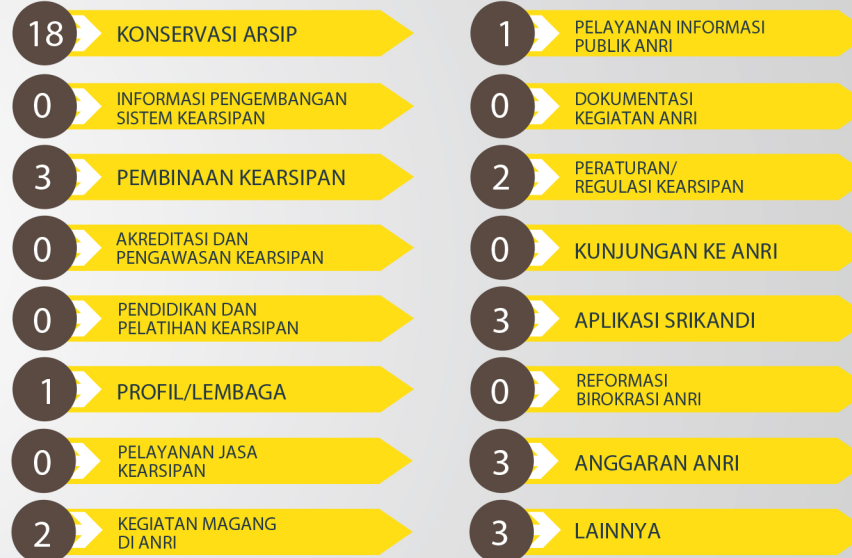 18
KONSERVASI ARSIP
0
INFORMASI PENGEMBANGAN
SISTEM KEARSIPAN
3
PEMBINAAN KEARSIPAN
0
AKREDITASI DAN
PENGAWASAN KEARSIPAN
0
PENDIDIKAN DAN
PELATIHAN KEARSIPAN
1
PROFIL/LEMBAGA
0
PELAYANAN JASA
KEARSIPAN
2
KEGIATAN MAGANG
DI ANRI
1
PELAYANAN INFORMASI
PUBLIK ANRI
0
DOKUMENTASI
KEGIATAN ANRI
2
PERATURAN/
REGULASI KEARSIPAN
0
KUNJUNGAN KE ANRI
3
APLIKASI SRIKANDI
0
REFORMASI
BIROKRASI ANRI
3
ANGGARAN ANRI
3
LAINNYA